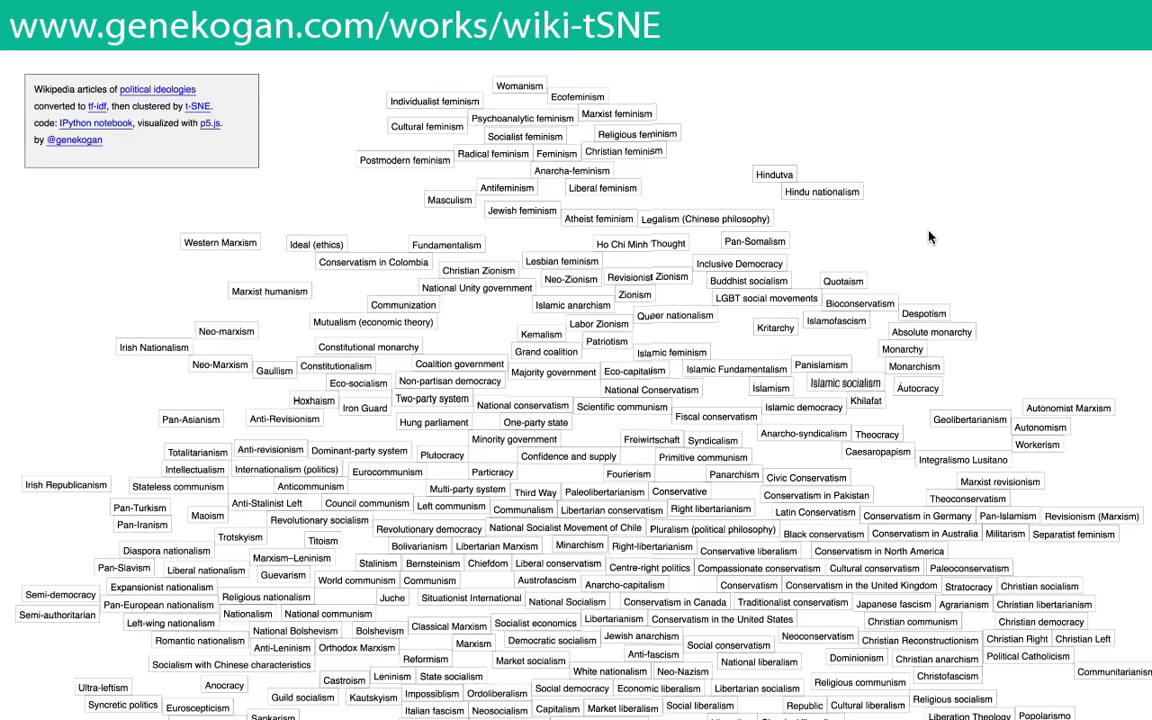 www.genekogan.com/works/wiki-tSNE
Wikipedia articles of political ideologies
converted to tf-idf, then clustered by t-SNE.
code: IPython notebook, visualized with p5.js.
by @genekogan
Womanism
Individualist feminism Ecofeminism
Psychoanalytic feminism Marxist feminism
Cultural feminism Socialist feminism Religious feminism
Postmodern feminism Radical feminism Feminism Christian feminism
Anarcha-feminism
Hindutva
Antifeminism Liberal feminism Hindu nationalism
Masculism
Jewish feminism Atheist feminism Legalism (Chinese philosophy)
Western Marxism Ideal (ethics) Fundamentalism Ho Chi Minh Thought Pan-Somalism
Conservatism in Colombia Christian Zionism Lesbian feminism Inclusive Democracy
Neo-Zionism Revisionist Zionism Buddhist socialism Quotaism
Marxist humanism National Unity government Zionism LGBT social movements
Communization Islamic anarchism Bioconservatism Despotism
Mutualism (economic theory) Labor Zionism Queer nationalism Kritarchy Islamofascism
Neo-marxism Kemalism Patriotism Absolute monarchy
Irish Nationalism Constitutional monarchy Grand coalition Islamic feminism Monarchy
Neo-Marxism Gaullism Constitutionalism Coalition government Majority government Eco-capitalism Islamic Fundamentalism Panislamism Monarchism
Eco-socialism Non-partisan democracy National Conservatism Islamism Islamic socialism Autocracy
Hoxhaism Iron Guard Two-party system National conservatism Scientific communism Islamic democracy Khilafat Autonomist Marxism
Pan-Asianism Anti-Revisionism Hung parliament One-party state Fiscal conservatism Geolibertarianism Autonomism
Minority government Freiwirtschaft Syndicalism Anarcho-syndicalism Theocracy Workerism
Totalitarianism Anti-revisionism Dominant-party system Plutocracy Confidence and supply Primitive communism Caesaropapism Integralismo Lusitano
Intellectualism Internationalism (politics) Eurocommunism Particracy Fourierism Panarchism Civic Conservatism
Irish Republicanism Stateless communism Anticommunism Multi-party system Third Way Paleolibertarianism Conservative Conservatism in Pakistan Marxist revisionism
Pan-Turkism Anti-Stalinist Left Council communism Left communism Communalism Libertarian conservatism Right libertarianism Latin Conservatism Theoconservatism
Pan-Iranism Maoism Revolutionary socialism Revolutionary democracy National Socialist Movement of Chile Pluralism (political philosophy) Conservatism in Germany Pan-Islamism Revisionism (Marxism)
Trotskyism Titoism Black conservatism Conservatism in Australia Militarism Separatist feminism
Diaspora nationalism Marxism–Leninism Bolivarianism Libertarian Marxism Minarchism Right-libertarianism Conservative liberalism Conservatism in North America
Pan-Slavism Liberal nationalism Guevarism Stalinism Bernsteinism Chiefdom Liberal conservatism Centre-right politics Compassionate conservatism Cultural conservatism Paleoconservatism
Expansionist nationalism World communism Communism Austrofascism Anarcho-capitalism Conservatism Conservatism in the United Kingdom Stratocracy Christian socialism
Semi-democracy Pan-European nationalism Religious nationalism Juche Situationist International National Socialism Conservatism in Canada Traditionalist conservatism Japanese fascism Agrarianism Christian libertarianism
Semi-authoritarian Left-wing nationalism Nationalism National communism Classical Marxism Socialist economics Libertarianism Conservatism in the United States Christian communism Christian democracy
Romantic nationalism National Bolshevism Bolshevism Democratic socialism Jewish anarchism Neoconservatism Christian Reconstructionism Christian Right Christian Left
Anti-Leninism Orthodox Marxism Marxism Anti-fascism Social conservatism Dominionism Christian anarchism Political Catholicism
Socialism with Chinese characteristics Reformism Market socialism White nationalism Neo-Nazism National liberalism Christofascism Communitarianism
Ultra-leftism Anocracy Castroism Leninism State socialism Social democracy Economic liberalism Libertarian socialism Religious communism
Syncretic politics Euroscepticism Guild socialism Kautskyism Impossiblism Ordoliberalism Religious socialism
Sankarism Italian fascism Neosocialism Capitalism Market liberalism Social liberalism Republic Cultural liberalism Liberation Theology Popolarismo